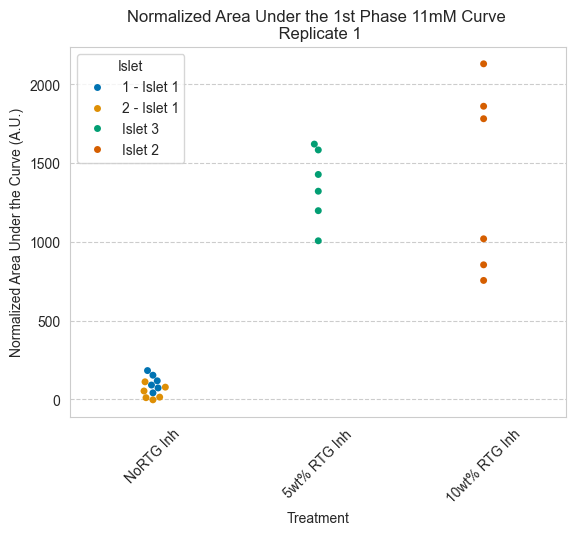 Normalized Area Under the 1st Phase 11mM Curve
Replicate 1
Normalized Area Under the Curve (A.U.)
2000
1500
1000
500
0
Islet
1 - Islet 1
2 - Islet 1
Islet 3
Islet 2
NoRTG Inh
5wt% RTG Inh
10wt% RTG Inh
Treatment